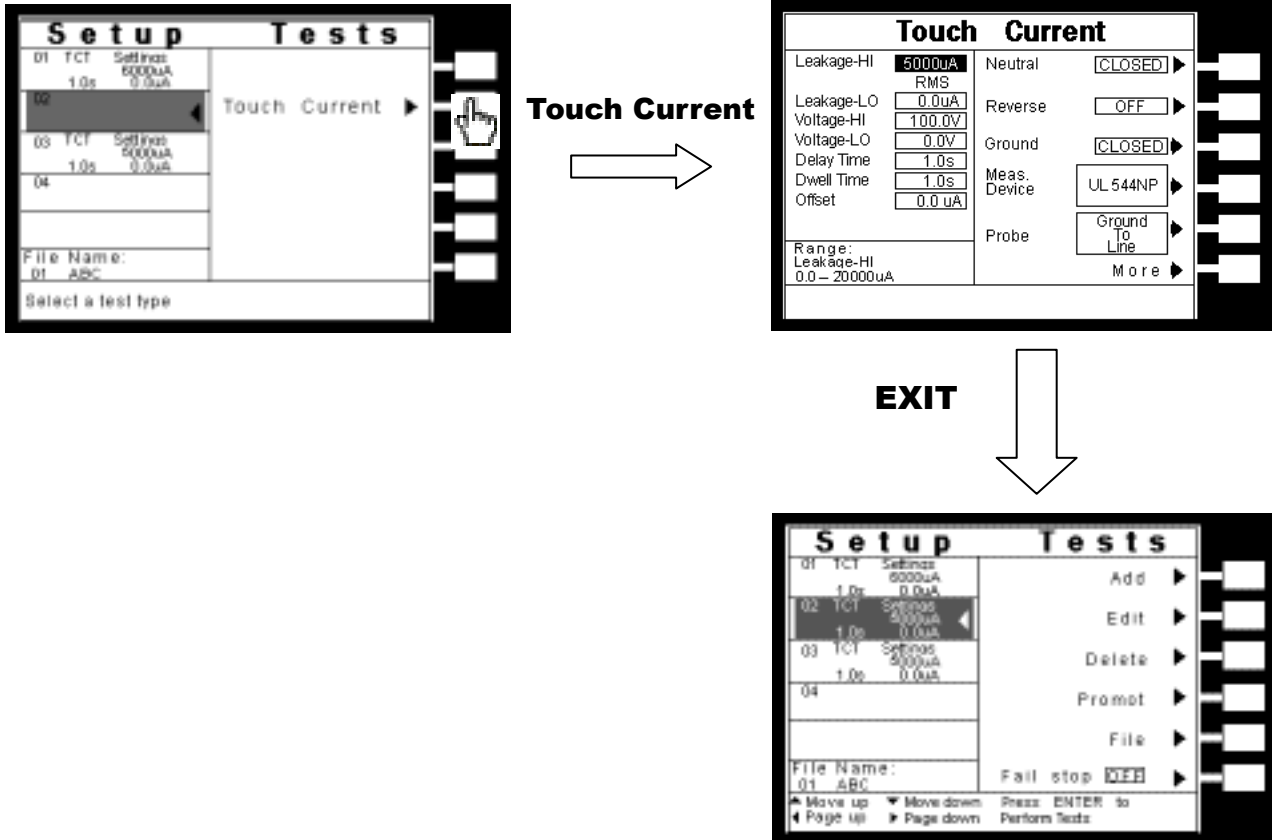 Setup Tests
01 TCT Settings
6000uA
1.0s 0.0uA
02
Touch Current
03 TCT Settings
5000uA
1.0s 0.0uA
04
File Name:
01 ABC
Select a test type
Touch Current
Touch Current
Leakage-HI 5000uA
RMS
Leakage-LO 0.0uA
Voltage-HI 100.0V
Voltage-LO 0.0V
Delay Time 1.0s
Dwell Time 1.0s
Offset 0.0 uA
Range:
Leakage-HI
0.0 – 20000uA
Neutral CLOSED
Reverse OFF
Ground CLOSED
Meas.
Device UL544NP
Probe Ground
To
Line
More
EXIT
Setup Tests
01 TCT Settings
6000uA
1.0s 0.0uA
02 TCT Settings
5000uA
1.0s 0.0uA
03 TCT Settings
5000uA
1.0s 0.0uA
04
File Name:
01 ABC
Add
Edit
Delete
Promot
File
Fail stop OFF
Move up Move down Press ENTER to
Page up Page down Perform Tests